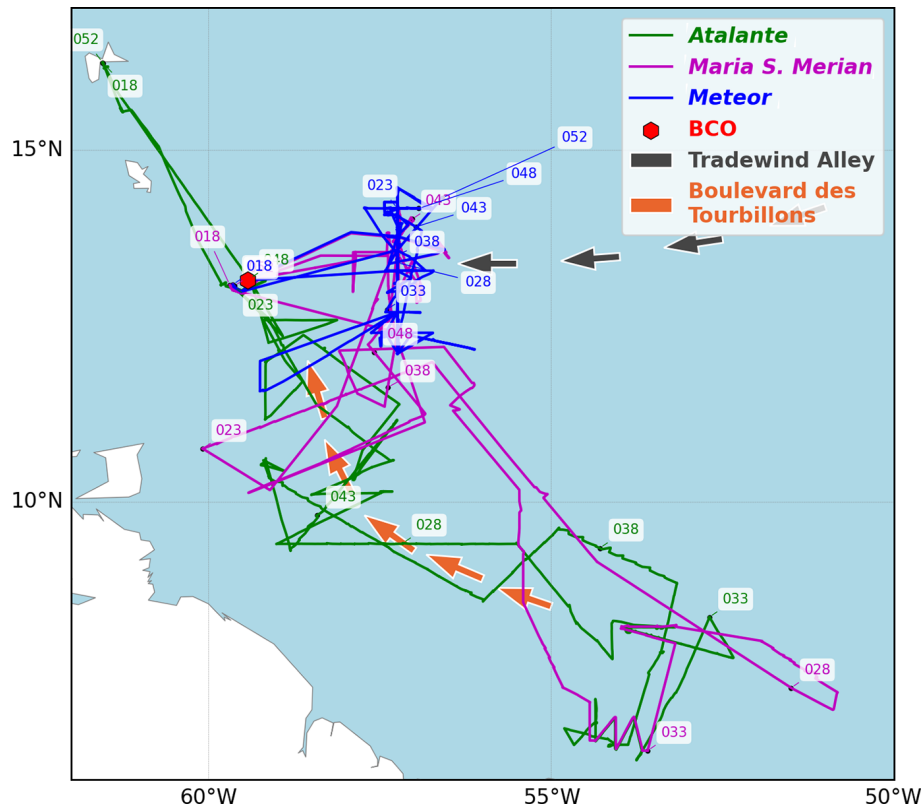 052
018
Atalante
Maria S. Merian
Meteor
BCO
Tradewind Alley
Boulevard des
Tourbillons
15°N
052
048
023
043
043
018
038
018
048
028
023
033
048
038
023
10°N
043
028
038
033
028
033
60°W
55°W
50°W